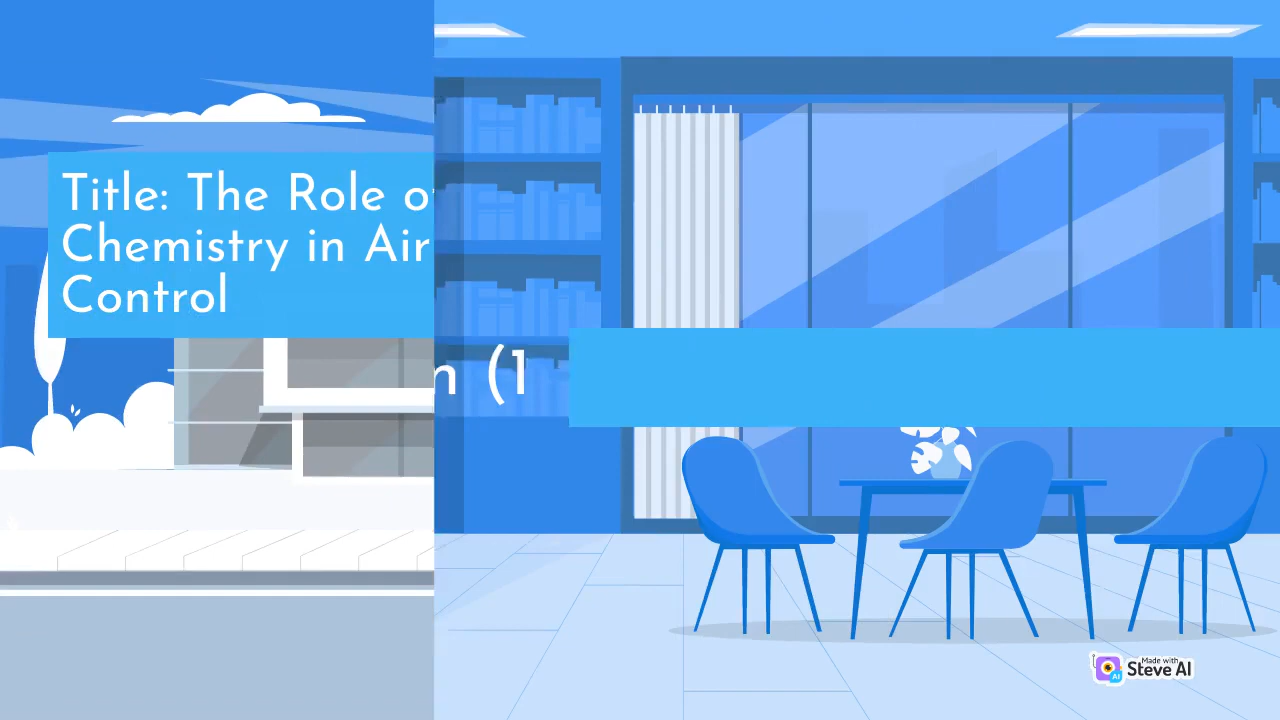 Title: The Role o
Chemistry in Air
Control
n (1
Made with
Steve AI